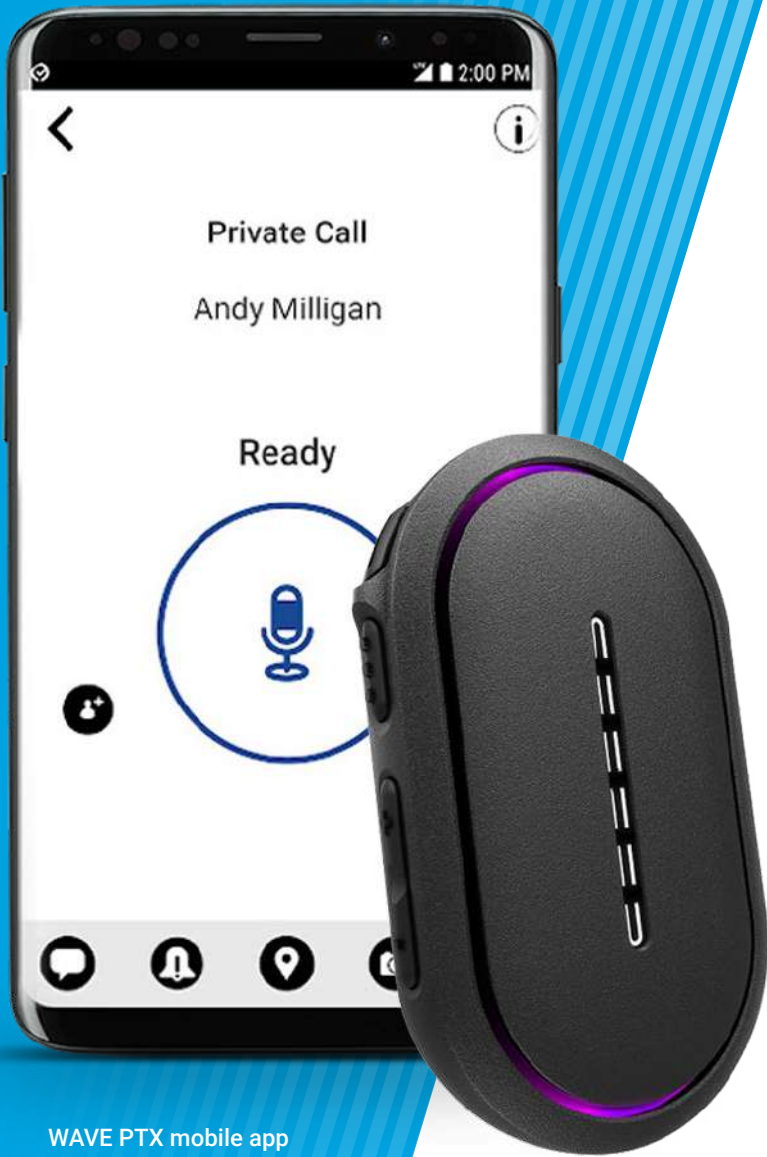 2:00 PM
Private Call
Andy Milligan
Ready
WAVE PTX mobile app